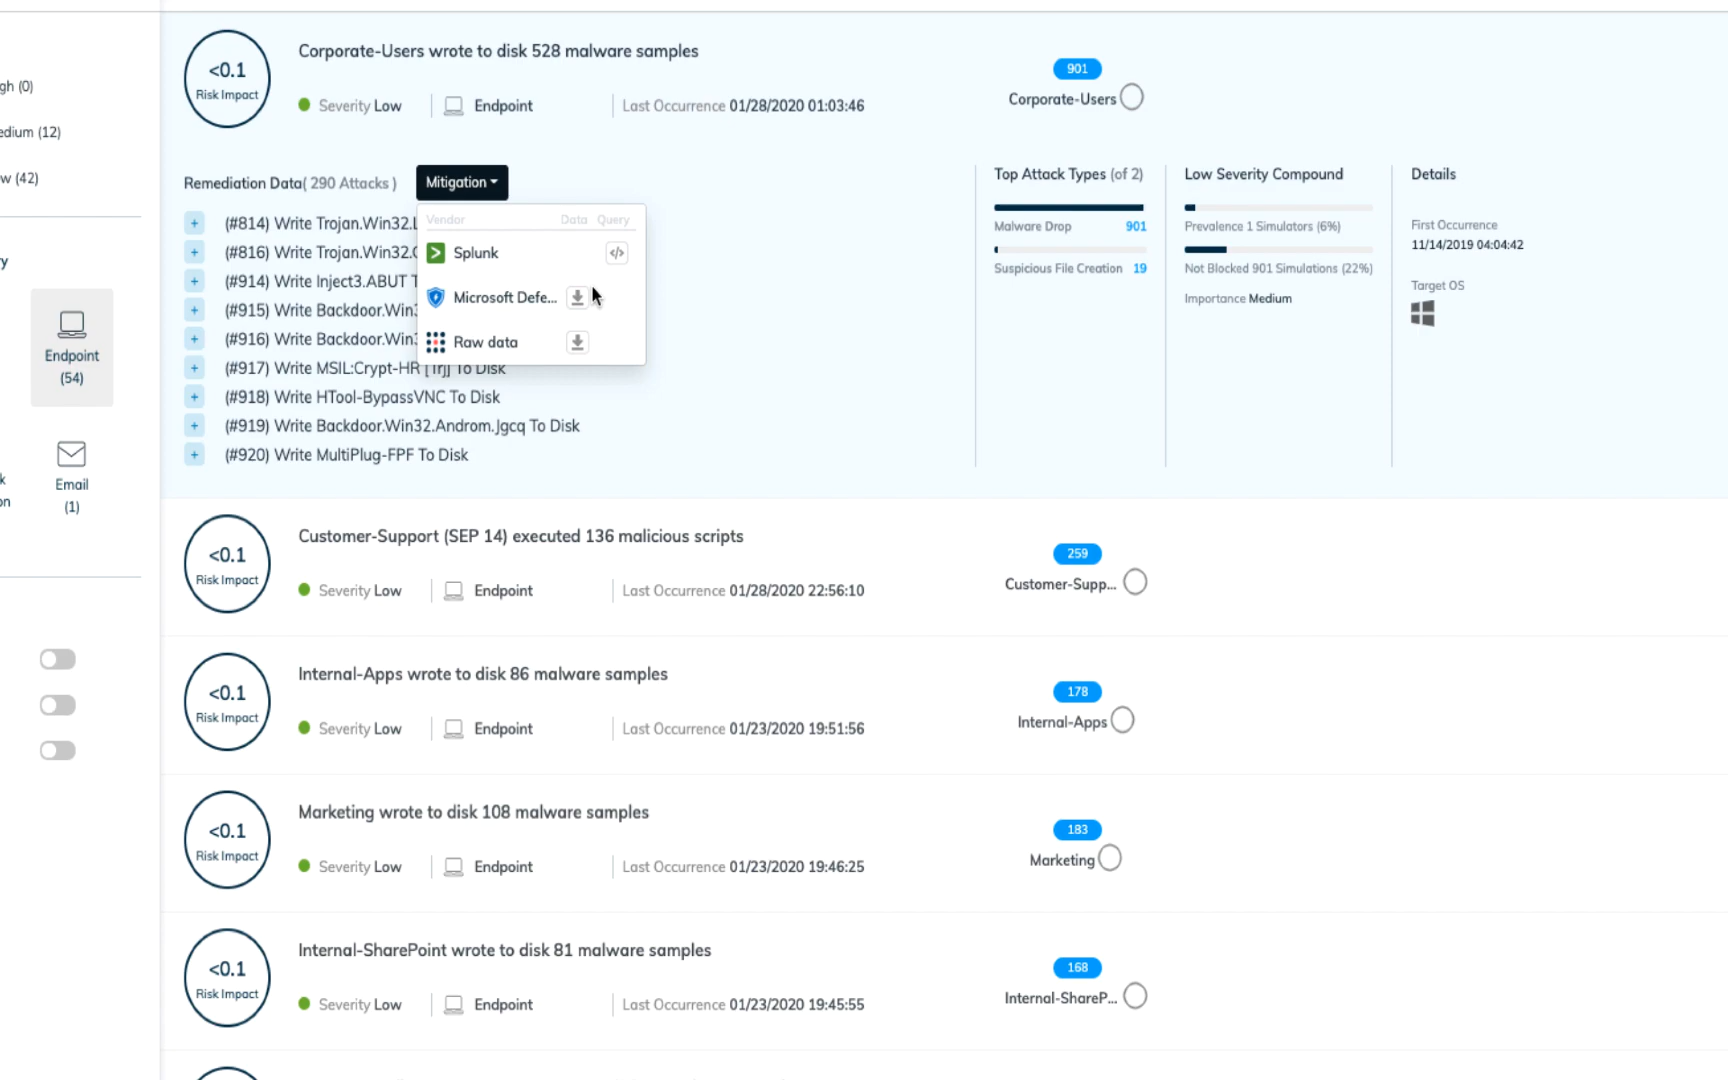 gh (0)
edium (12)
w (42)
ry
Endpoint
(54)
k
on
Email
(1)
<0.1
Risk Impact
Corporate-Users wrote to disk 528 malware samples
Severity Low
Endpoint
Last Occurrence 01/28/2020 01:03:46
901
Corporate-Users
Remediation Data( 290 Attacks )
Mitigation
Vendor Data Query
Splunk
Microsoft Defe...
Raw data
(#814) Write Trojan.Win32.
(#816) Write Trojan.Win32.
(#914) Write Inject3.ABUT
(#915) Write Backdoor.Win
(#916) Write Backdoor.Win
(#917) Write MSIL:Crypt-HR [Trj] To Disk
(#918) Write HTool-BypassVNC To Disk
(#919) Write Backdoor.Win32.Androm.Jgcq To Disk
(#920) Write MultiPlug-FPF To Disk
Top Attack Types (of 2)
Malware Drop 901
Suspicious File Creation 19
Low Severity Compound
Prevalence 1 Simulators (6%)
Not Blocked 901 Simulations (22%)
Importance Medium
Details
First Occurrence
11/14/2019 04:04:42
Target OS
<0.1
Risk Impact
Customer-Support (SEP 14) executed 136 malicious scripts
Severity Low
Endpoint
Last Occurrence 01/28/2020 22:56:10
259
Customer-Supp...
<0.1
Risk Impact
Internal-Apps wrote to disk 86 malware samples
Severity Low
Endpoint
Last Occurrence 01/23/2020 19:51:56
178
Internal-Apps
<0.1
Risk Impact
Marketing wrote to disk 108 malware samples
Severity Low
Endpoint
Last Occurrence 01/23/2020 19:46:25
183
Marketing
<0.1
Risk Impact
Internal-SharePoint wrote to disk 81 malware samples
Severity Low
Endpoint
Last Occurrence 01/23/2020 19:45:55
168
Internal-ShareP...